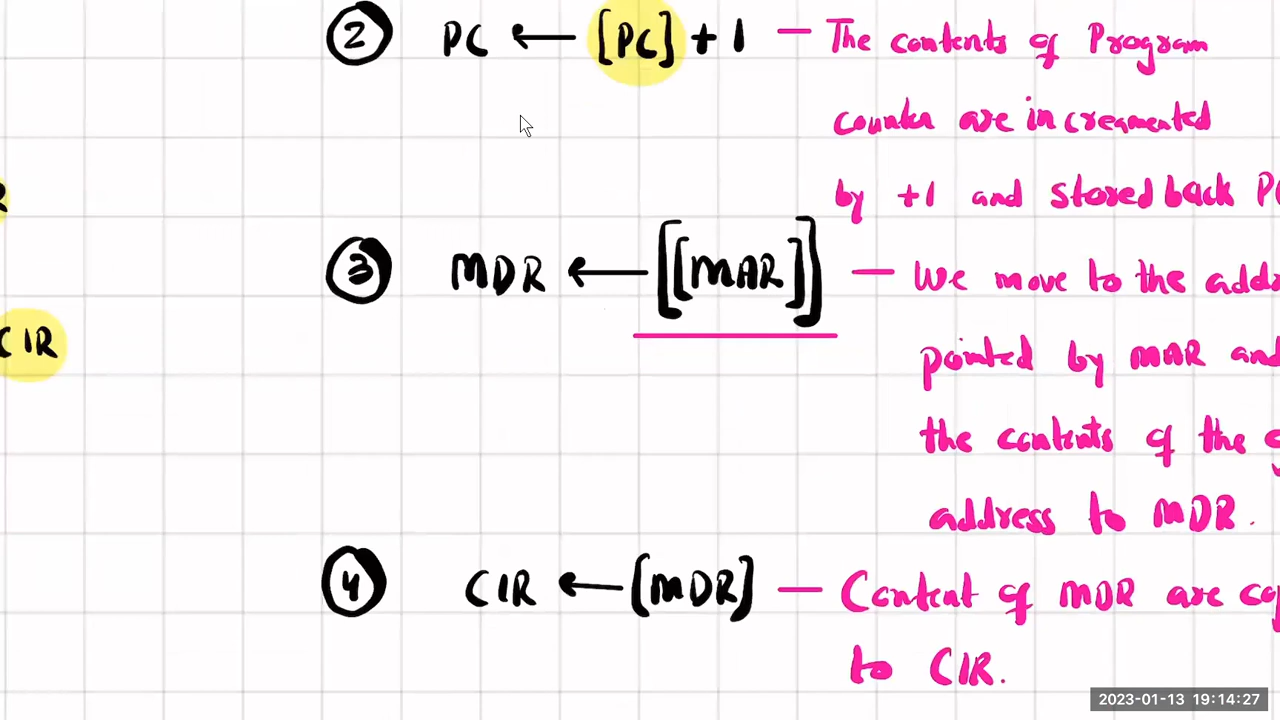 ② PC ← [PC] + 1 — The contents of Program
counter are increamented
by +1 and stored back
③ MDR ← [[MAR]] — We move to the
pointed by MAR and
the contents of the
address to MDR.
CIR
④ CIR ← [MDR] — Content of MDR are
to CIR.
2023-01-13 19:14:27